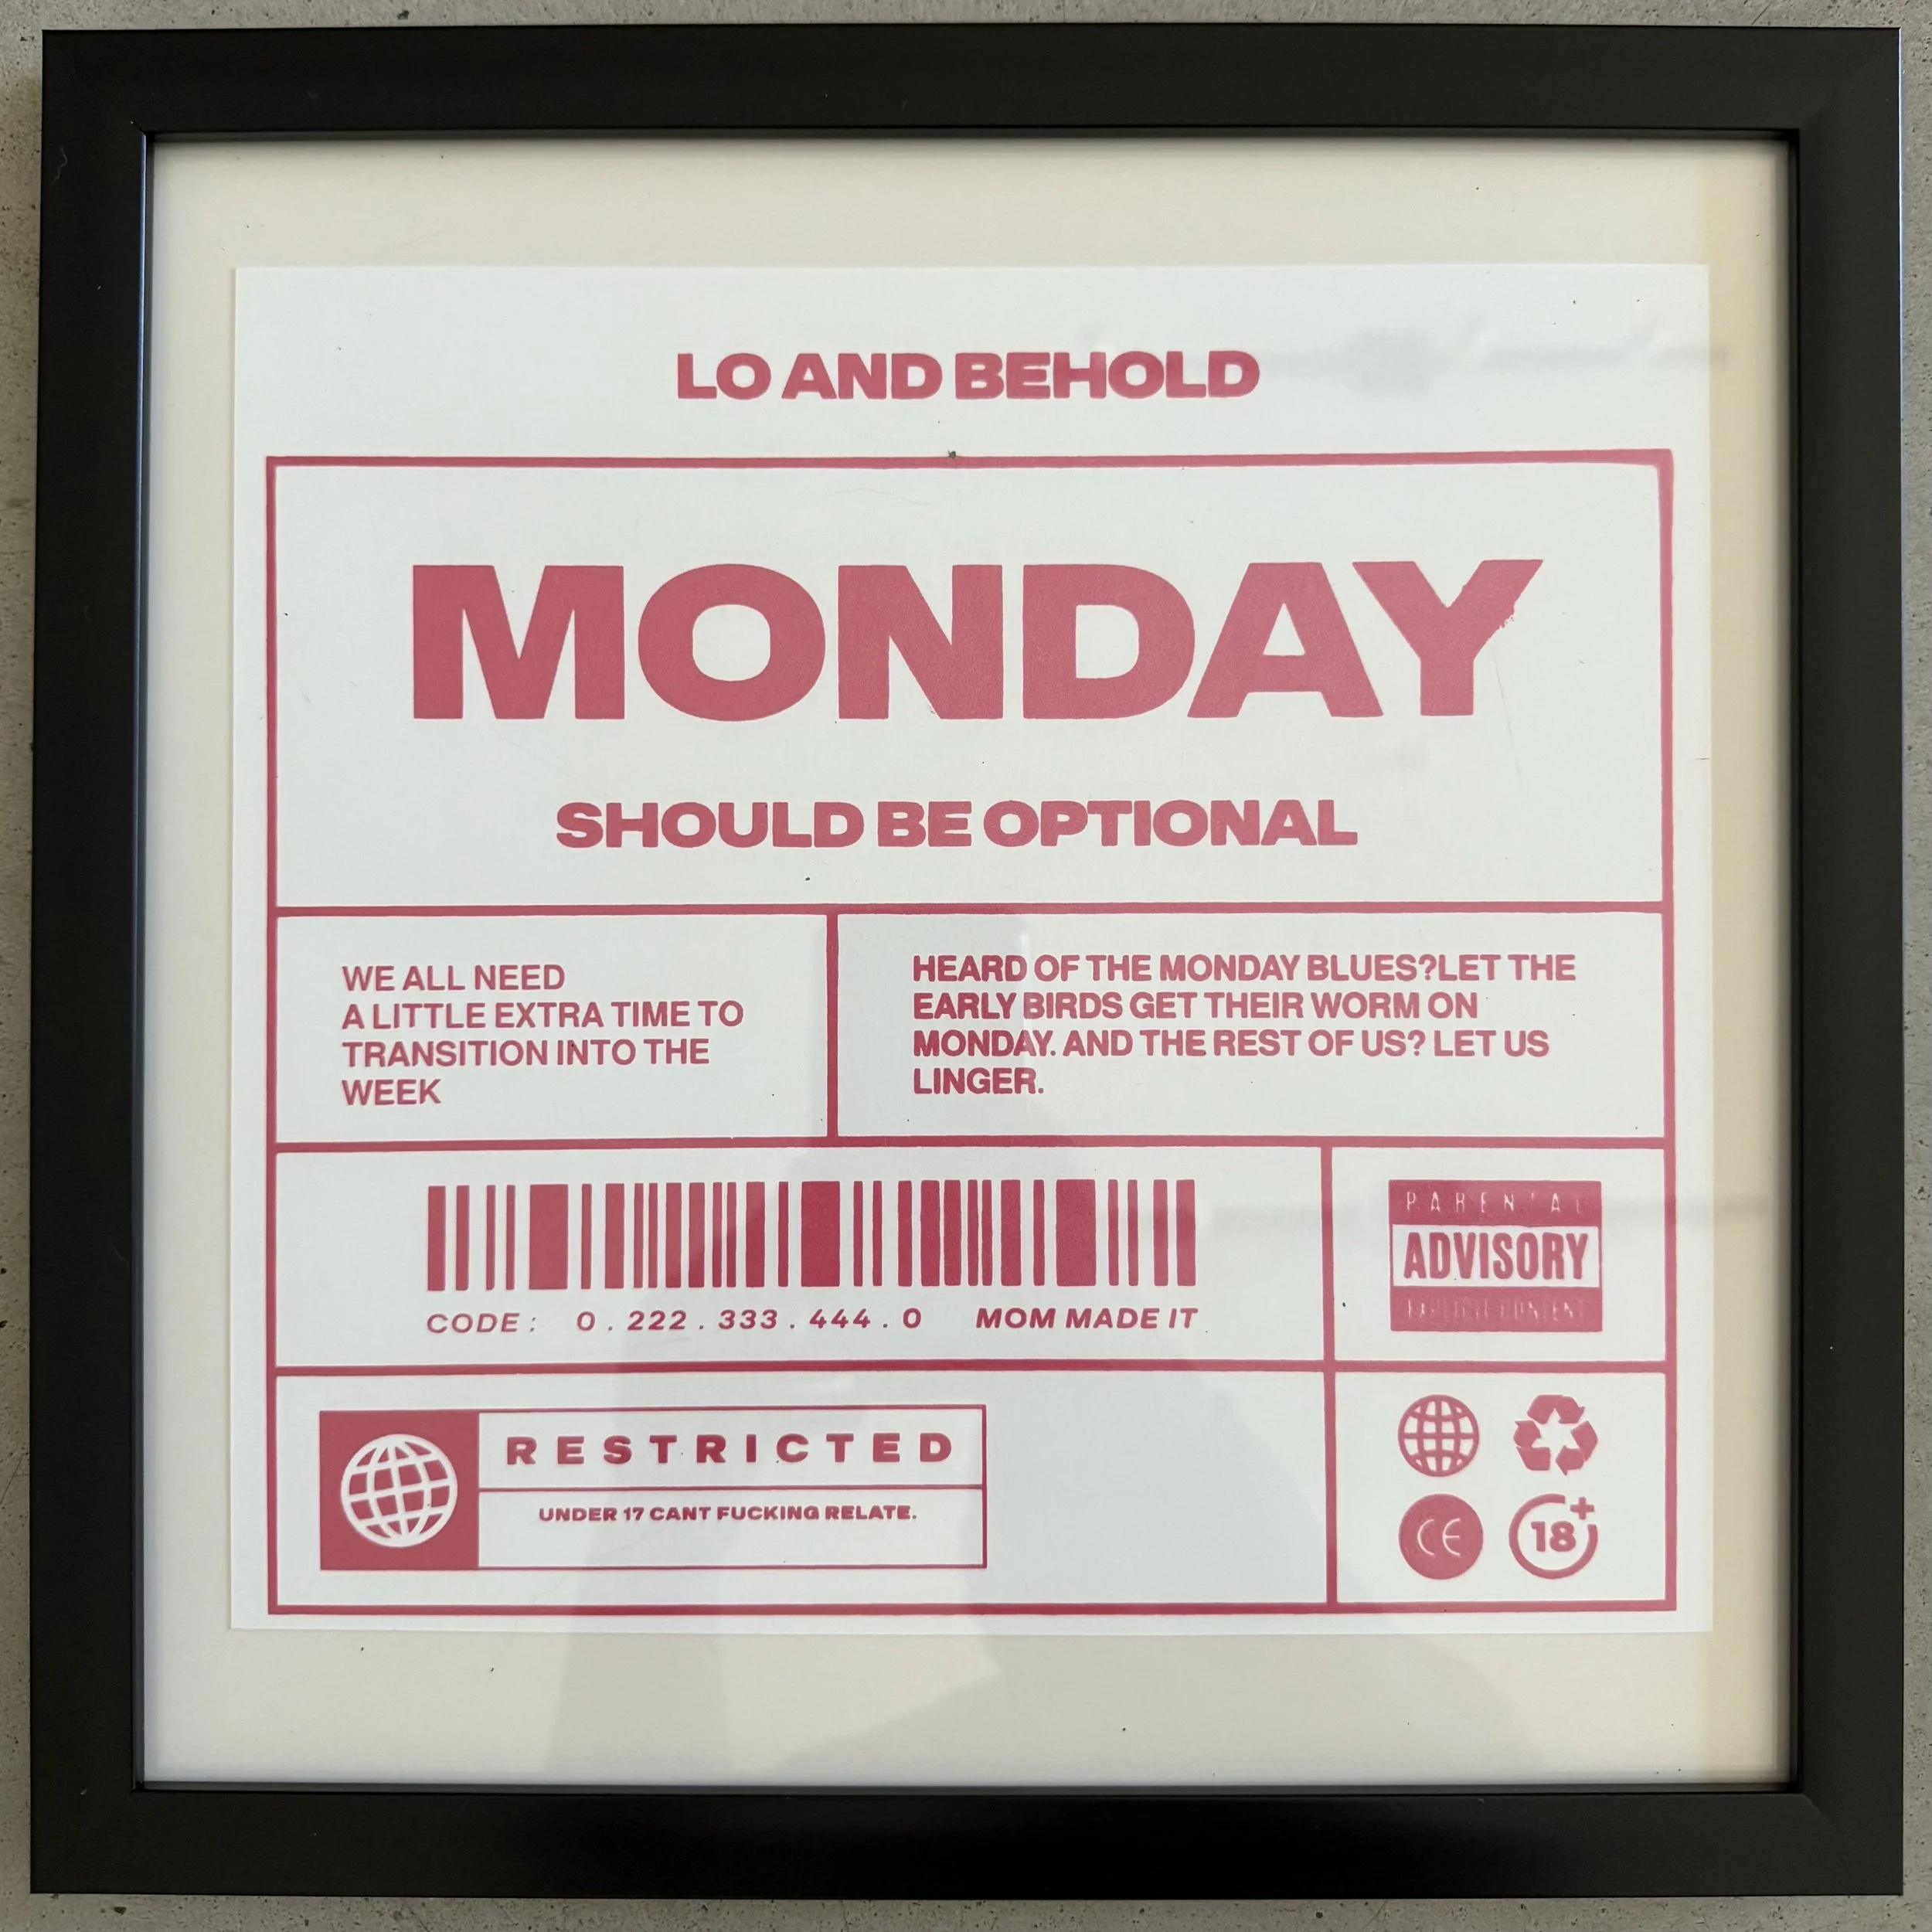 LO AND BEHOLD
MONDAY
SHOULD BE OPTIONAL
WE ALL NEED
A LITTLE EXTRA TIME TO
TRANSITION INTO THE
WEEK
HEARD OF THE MONDAY BLUES?LET THE
EARLY BIRDS GET THEIR WORM ON
MONDAY. AND THE REST OF US? LET US
LINGER.
CODE: 0.222.333.444.0 MOM MADE IT
PARENTAL
ADVISORY
EXPLICIT CONTENT
RESTRICTED
UNDER 17 CANT FUCKING RELATE.
CE
18+